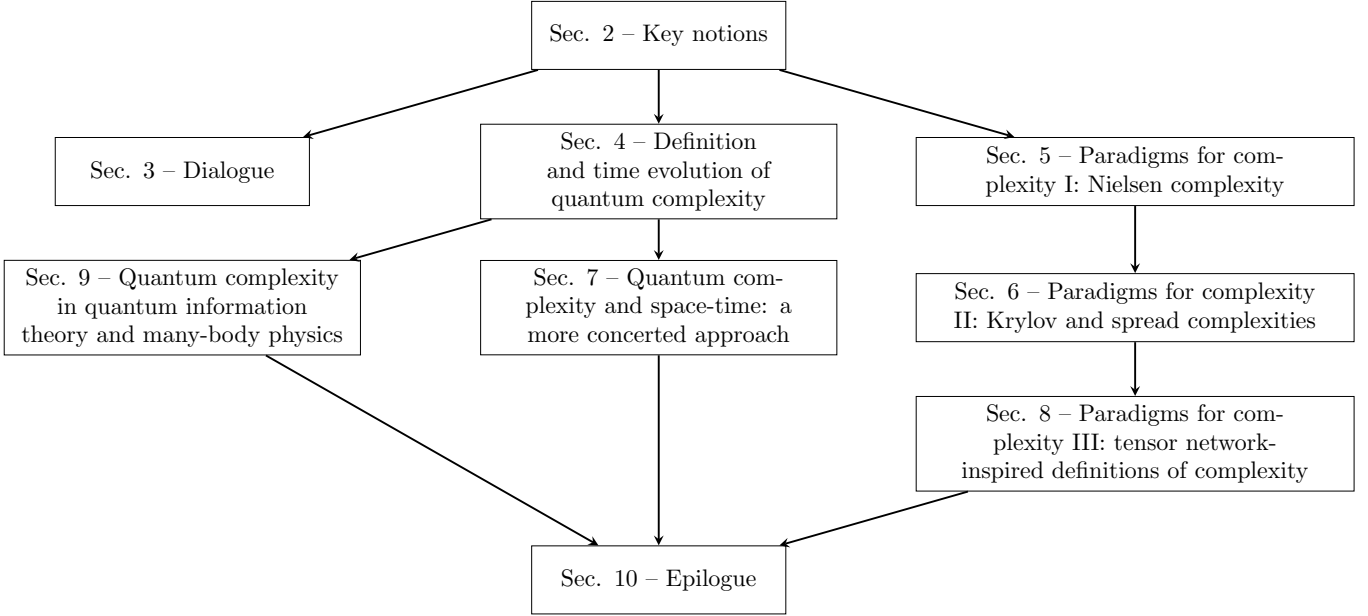 Sec. 2 – Key notions
Sec. 3 – Dialogue
Sec. 4 – Definition
and time evolution of
quantum complexity
Sec. 5 – Paradigms for com-
plexity I: Nielsen complexity
Sec. 9 – Quantum complexity
in quantum information
theory and many-body physics
Sec. 7 – Quantum com-
plexity and space-time: a
more concerted approach
Sec. 6 – Paradigms for complexity
II: Krylov and spread complexities
Sec. 8 – Paradigms for com-
plexity III: tensor network-
inspired definitions of complexity
Sec. 10 – Epilogue